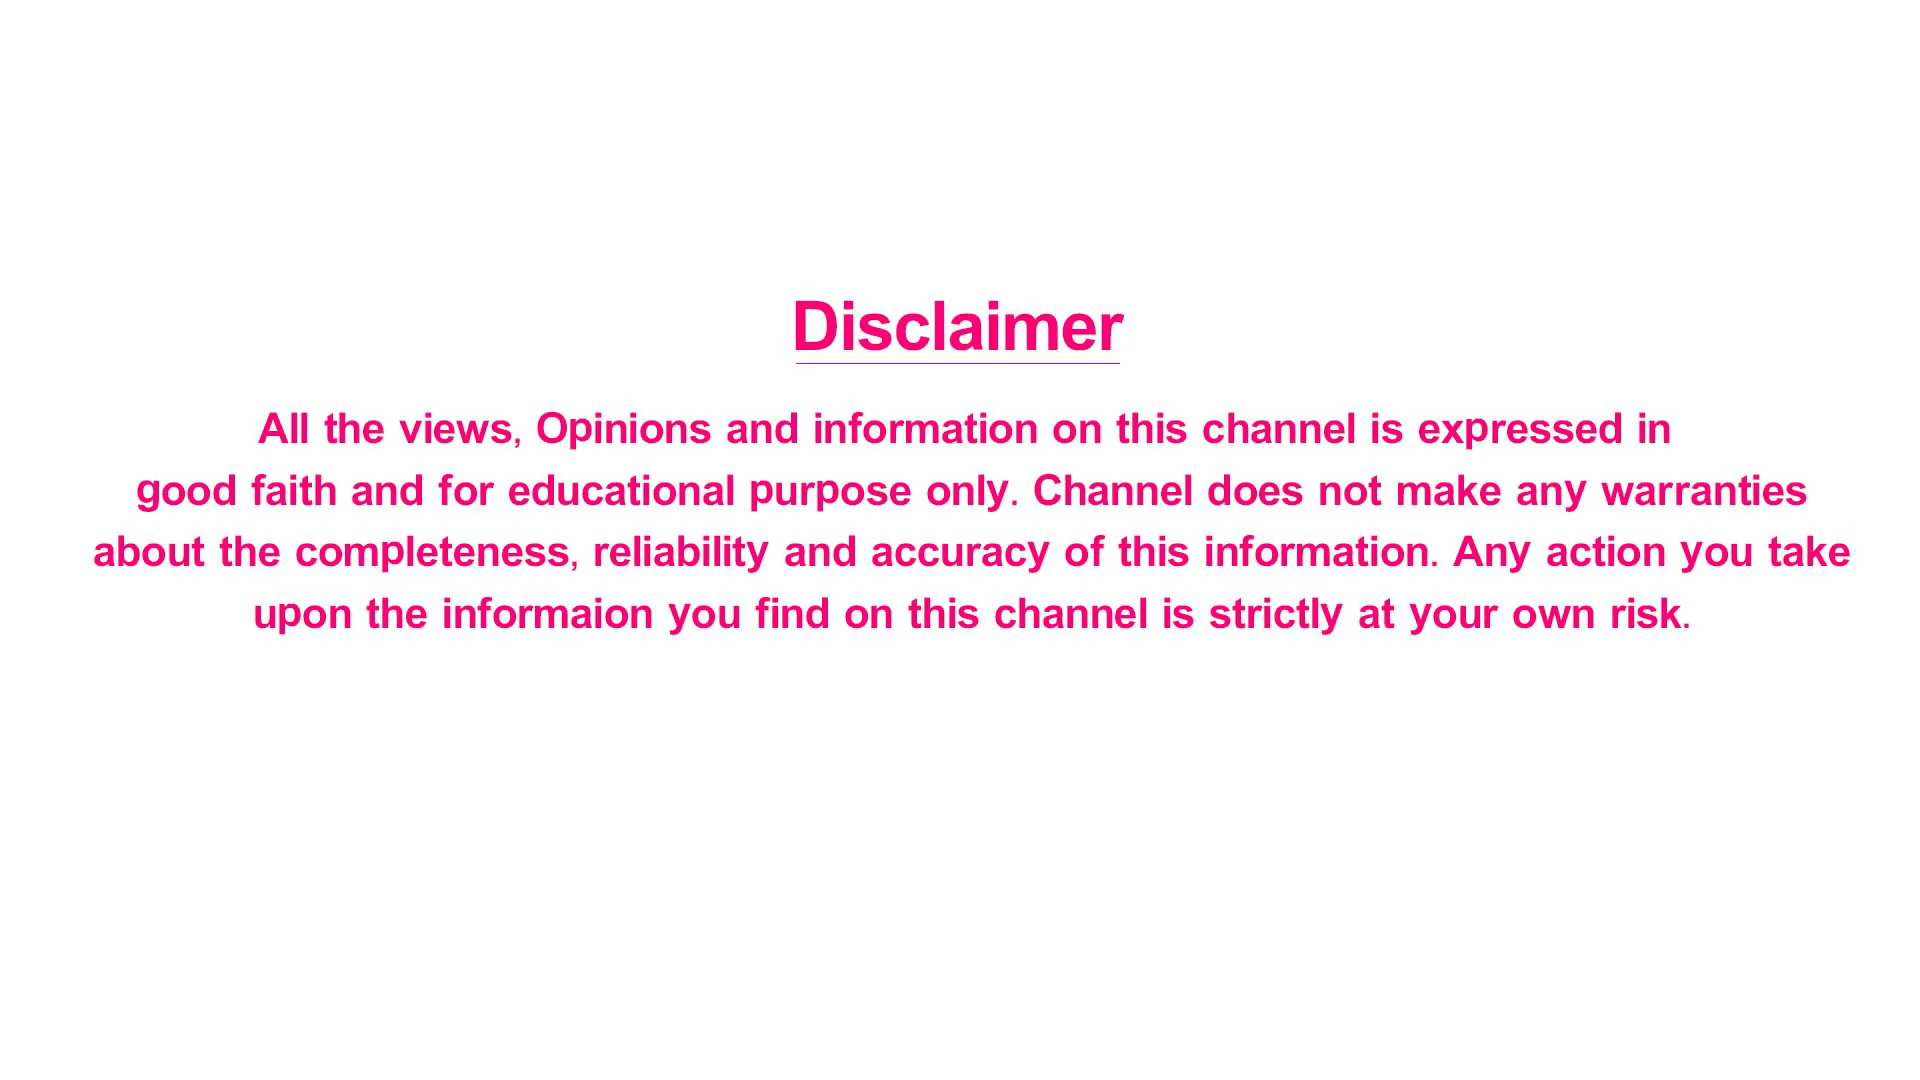 Disclaimer
All the views, Opinions and information on this channel is expressed in
good faith and for educational purpose only. Channel does not make any warranties
about the completeness, reliability and accuracy of this information. Any action you take
upon the informaion you find on this channel is strictly at your own risk.